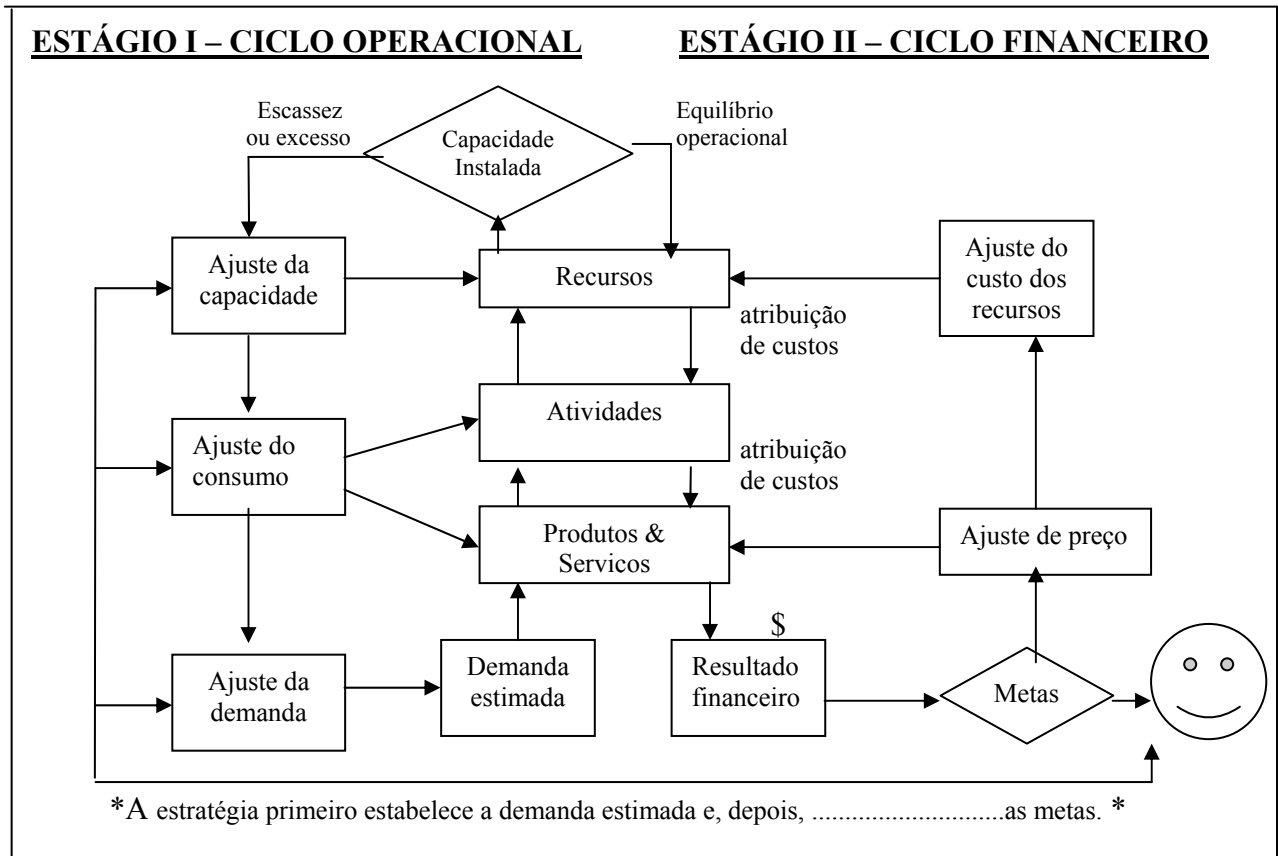 ESTÁGIO I – CICLO OPERACIONAL
ESTÁGIO II – CICLO FINANCEIRO
Escassez
ou excesso
Capacidade
Instalada
Equilíbrio
operacional
Ajuste da
capacidade
Recursos
Ajuste do
custo dos
recursos
atribuição
de custos
Ajuste do
consumo
Atividades
atribuição
de custos
Produtos &
Servicos
Ajuste de preço
$
Ajuste da
demanda
Demanda
estimada
Resultado
financeiro
Metas
*A estratégia primeiro estabelece a demanda estimada e, depois, .............................as metas. *